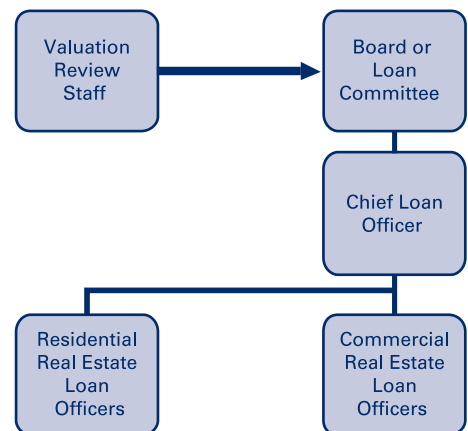 Valuation
Review
Staff
Board or
Loan
Committee
Chief Loan
Officer
Residential
Real Estate
Loan
Officers
Commercial
Real Estate
Loan
Officers